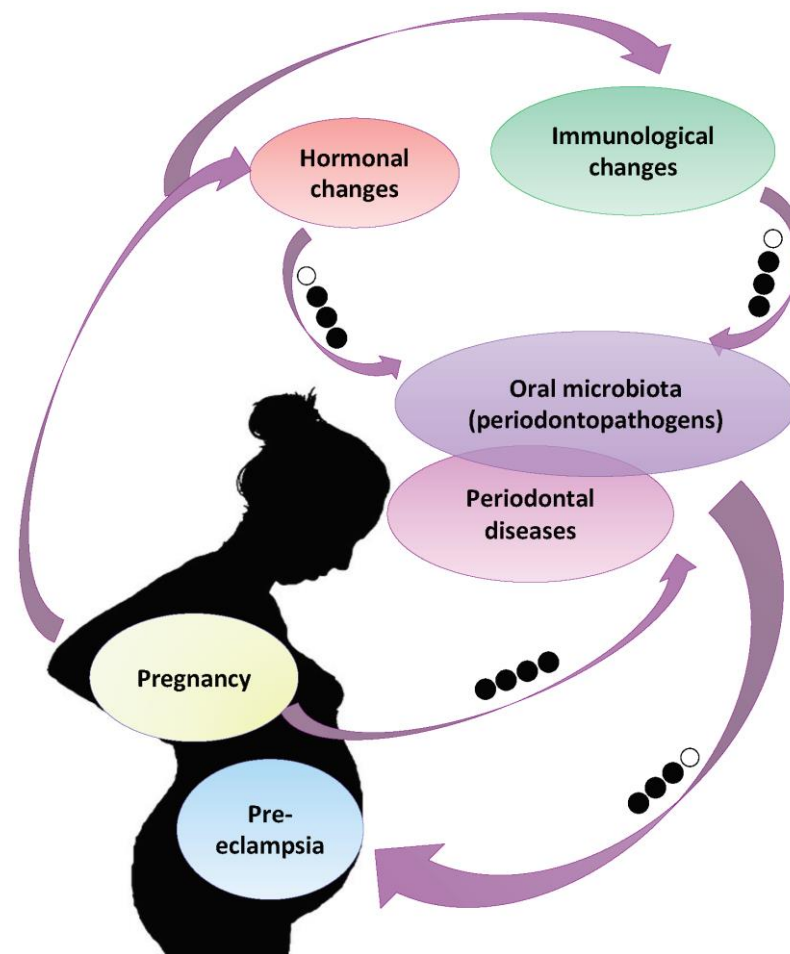 Hormonal
changes
Immunological
changes
Oral microbiota
(periodontopathogens)
Periodontal
diseases
Pregnancy
Pre-
eclampsia